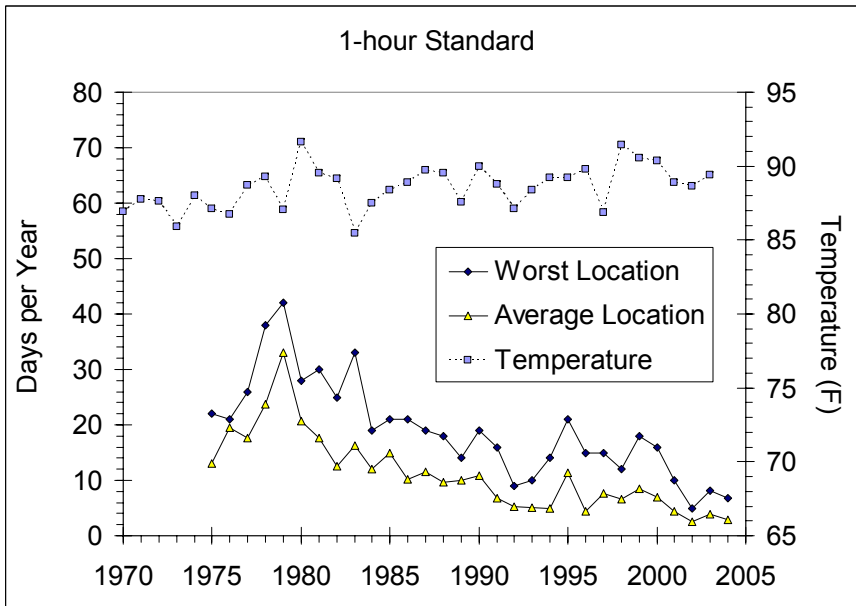 1-hour Standard
80
70
60
50
40
30
20
10
0
Days per Year
95
90
85
80
75
70
65
Temperature (F)
Worst Location
Average Location
Temperature
1970 1975 1980 1985 1990 1995 2000 2005